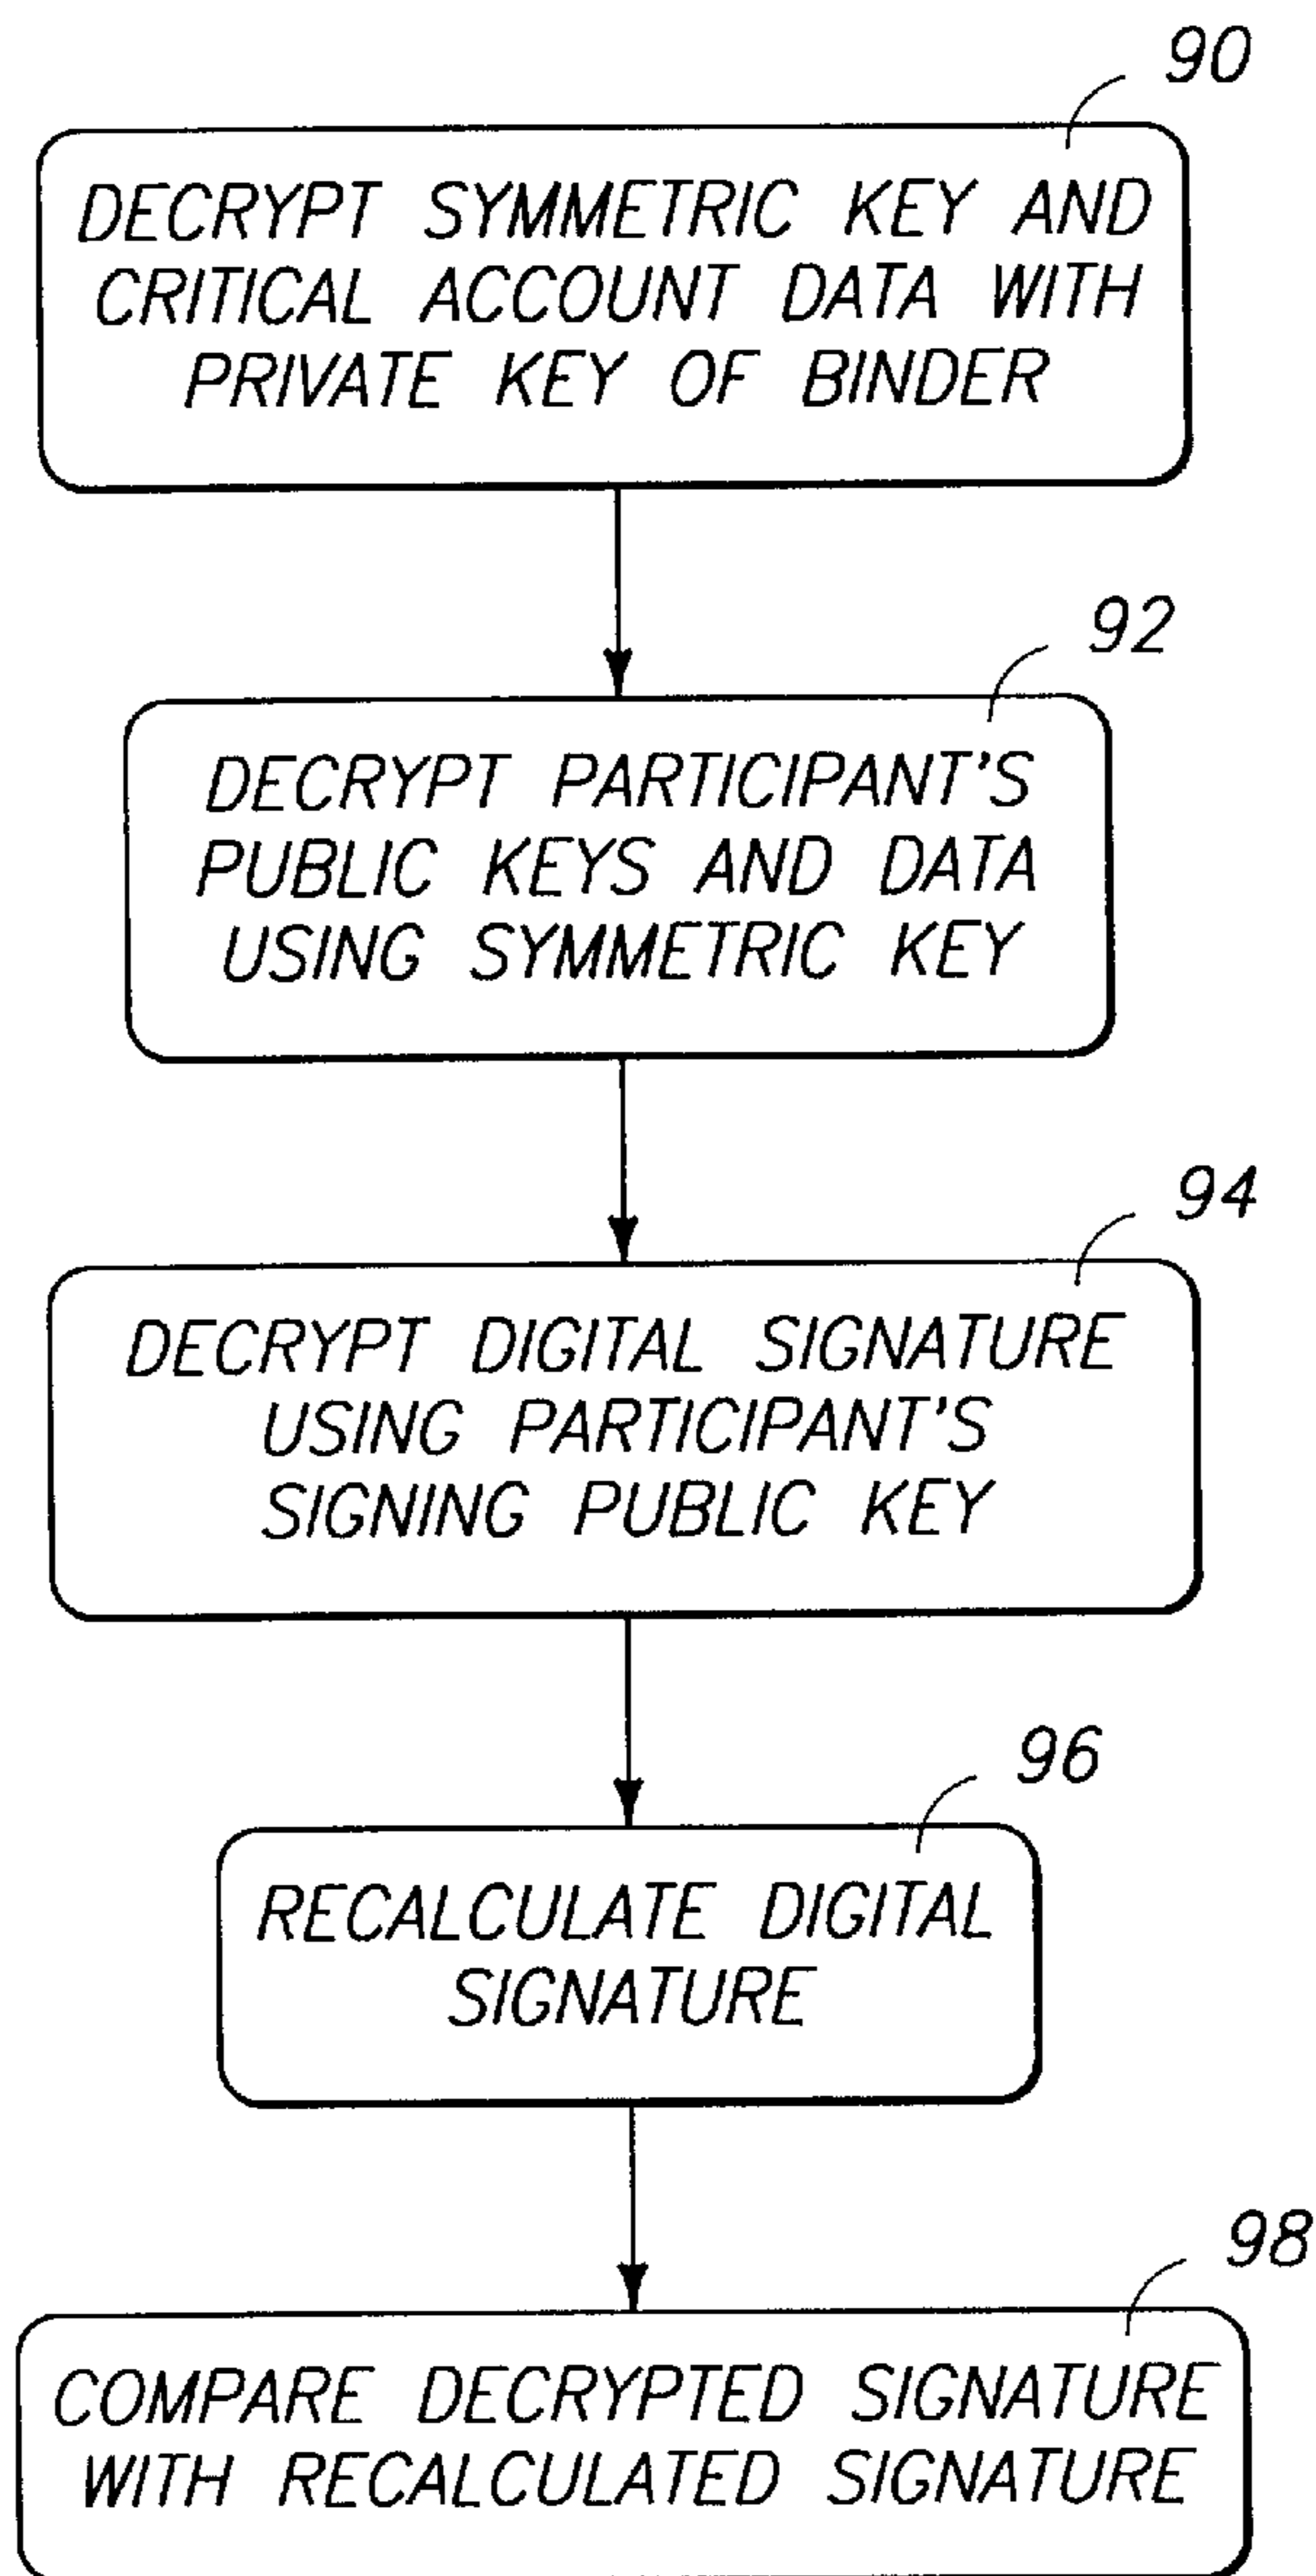 90
DECRYPT SYMMETRIC KEY AND
CRITICAL ACCOUNT DATA WITH
PRIVATE KEY OF BINDER
92
DECRYPT PARTICIPANT'S
PUBLIC KEYS AND DATA
USING SYMMETRIC KEY
94
DECRYPT DIGITAL SIGNATURE
USING PARTICIPANT'S
SIGNING PUBLIC KEY
96
RECALCULATE DIGITAL
SIGNATURE
98
COMPARE DECRYPTED SIGNATURE
WITH RECALCULATED SIGNATURE